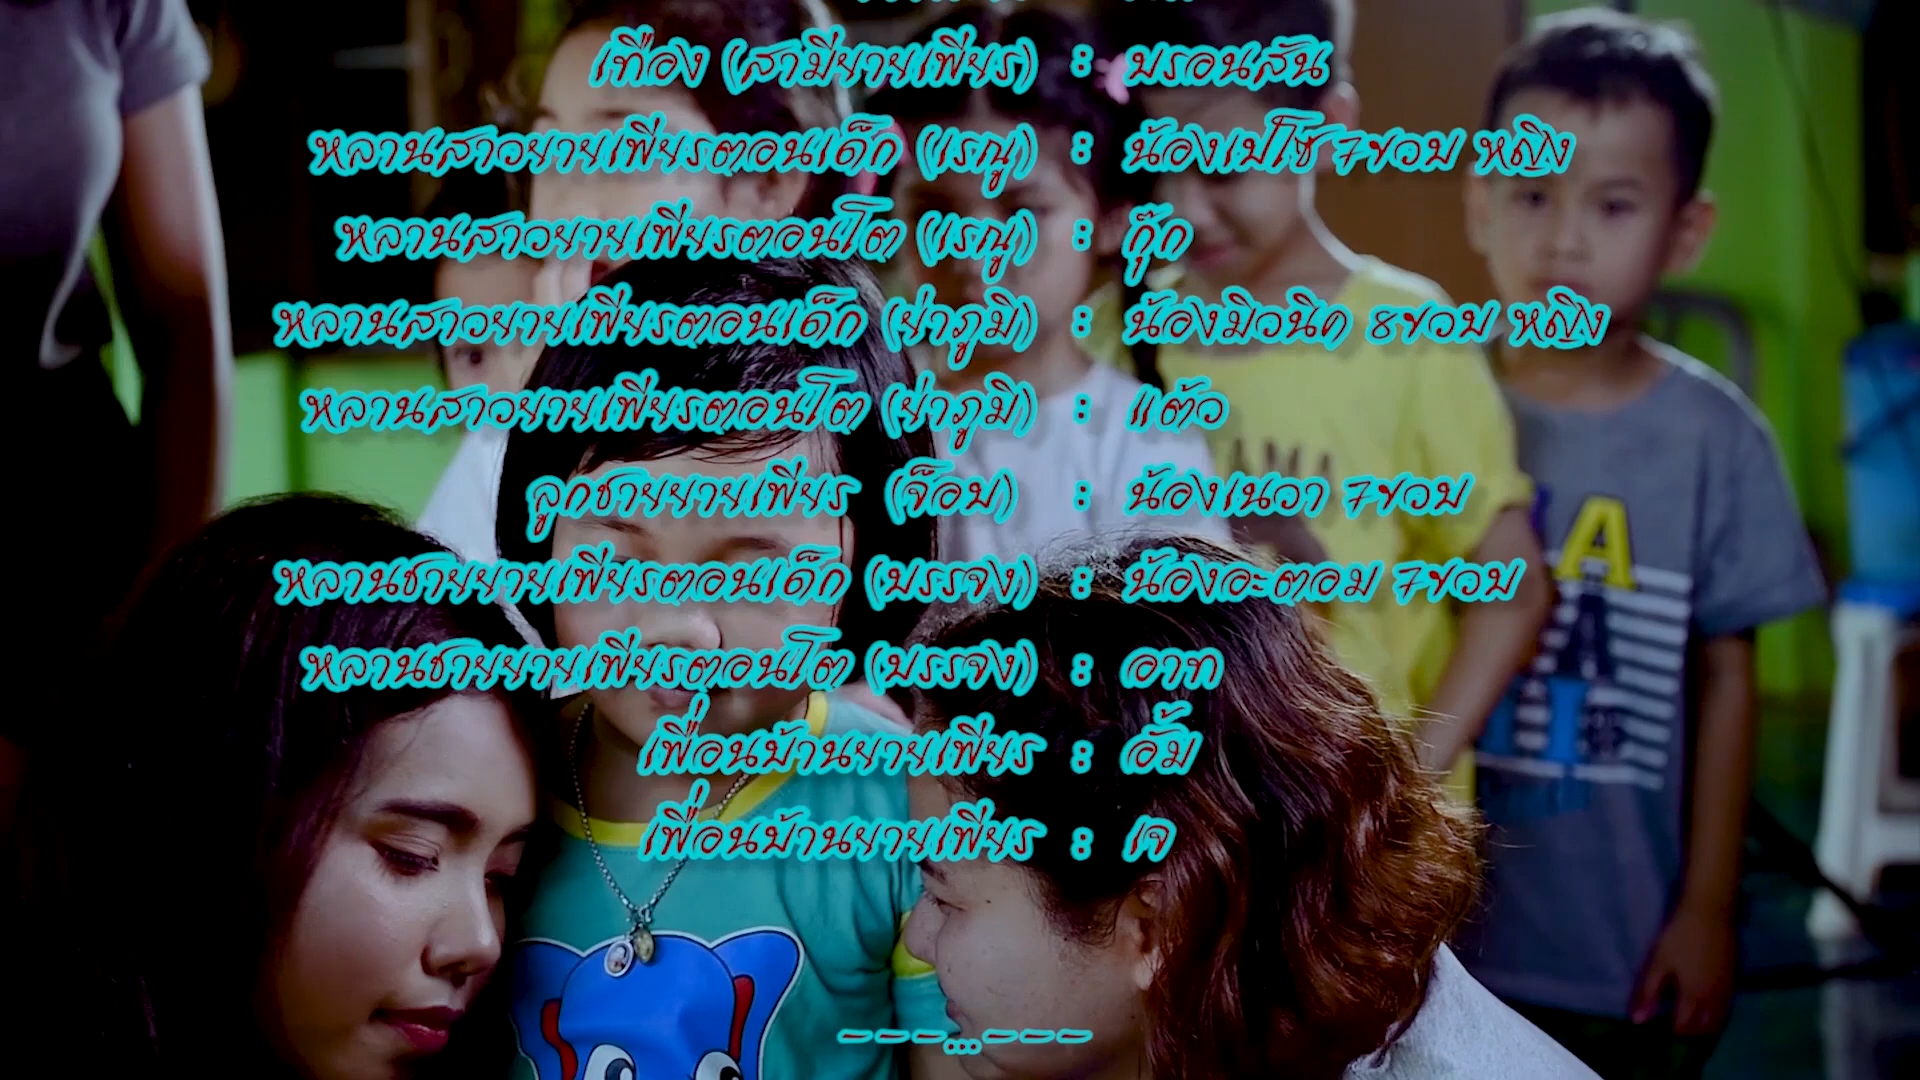 เทือง (สามียายเพียร) : บรอนสัน
หลานสาวยายเพียรตอนเด็ก (เรณู) : น้องเปโซ 7ขวบ หญิง
หลานสาวยายเพียรตอนโต (เรณู) : กุ๊ก
หลานสาวยายเพียรตอนเด็ก (ย่าภูมิ) : น้องมิวนิค 8ขวบ หญิง
หลานสาวยายเพียรตอนโต (ย่าภูมิ) : แต้ว
ลูกชายยายเพียร (จ็อบ) : น้องเนวา 7ขวบ
หลานชายยายเพียรตอนเด็ก (บรรจง) : น้องอะตอม 7ขวบ
หลานชายยายเพียรตอนโต (บรรจง) : อาท
เพื่อนบ้านยายเพียร : อั้ม
เพื่อนบ้านยายเพียร : เจ
---...---